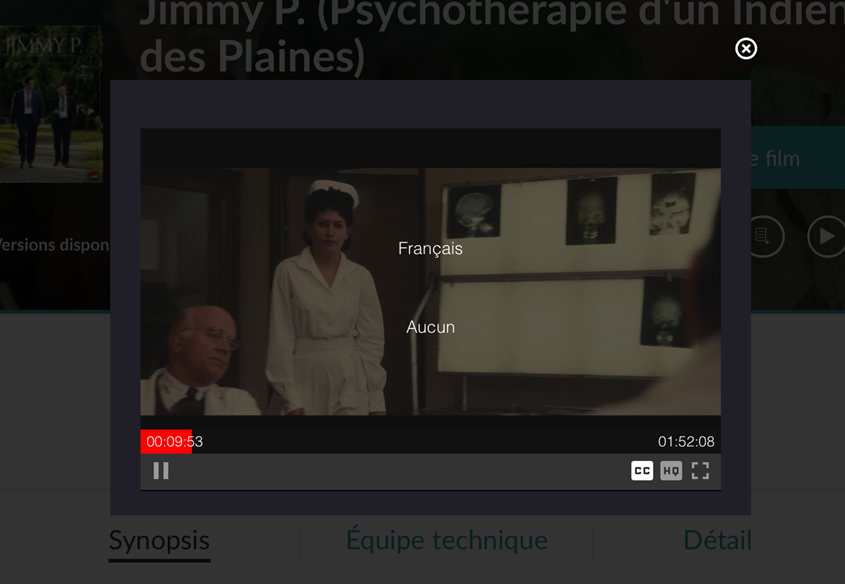 Jimmy P. (Psychothérapie d'un Indien
des Plaines)
JIMMY P.
e film
Versions dispon
Français
Aucun
00:09:53
01:52:08
CC
HQ
Synopsis
Équipe technique
Détail